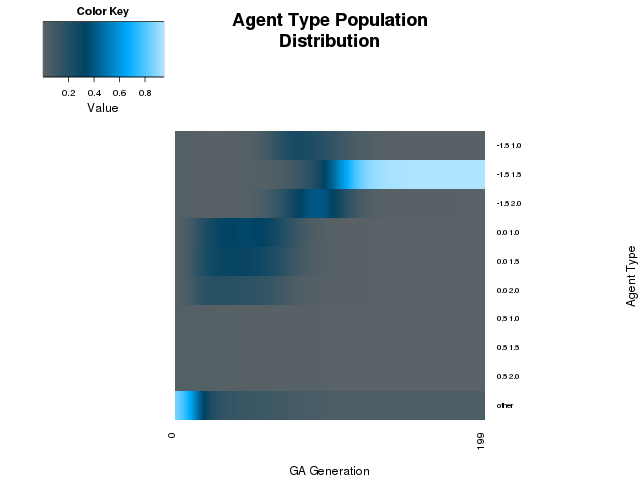 Color Key
0.2 0.4 0.6 0.8
Value
Agent Type Population
Distribution
-1.5 1.0
-1.5 1.5
-1.5 2.0
0.0 1.0
0.0 1.5
0.0 2.0
0.5 1.0
0.5 1.5
0.5 2.0
other
Agent Type
0 199
GA Generation